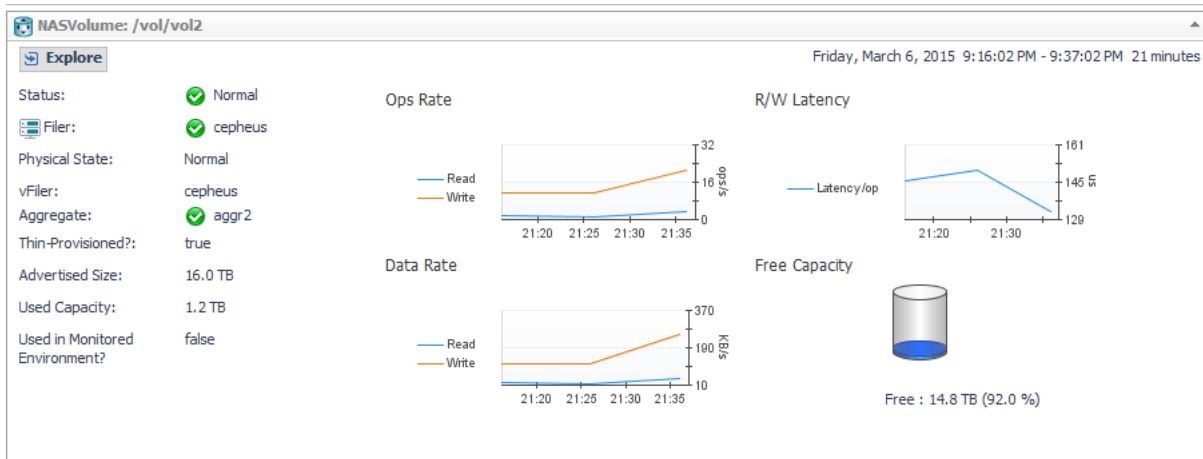 NASVolume: /vol/vol2
Explore
Friday, March 6, 2015 9:16:02 PM - 9:37:02 PM 21 minutes
Status: Normal
Filer: cepheus
Physical State: Normal
vFiler: cepheus
Aggregate: aggr2
Thin-Provisioned?: true
Advertised Size: 16.0 TB
Used Capacity: 1.2 TB
Used in Monitored Environment? false
Ops Rate
Read
Write
32
16
0
ops/s
21:20 21:25 21:30 21:35
R/W Latency
Latency/op
161
145
129
us
21:20 21:30
Data Rate
Read
Write
370
190
10
KB/s
21:20 21:25 21:30 21:35
Free Capacity
Free : 14.8 TB (92.0 %)